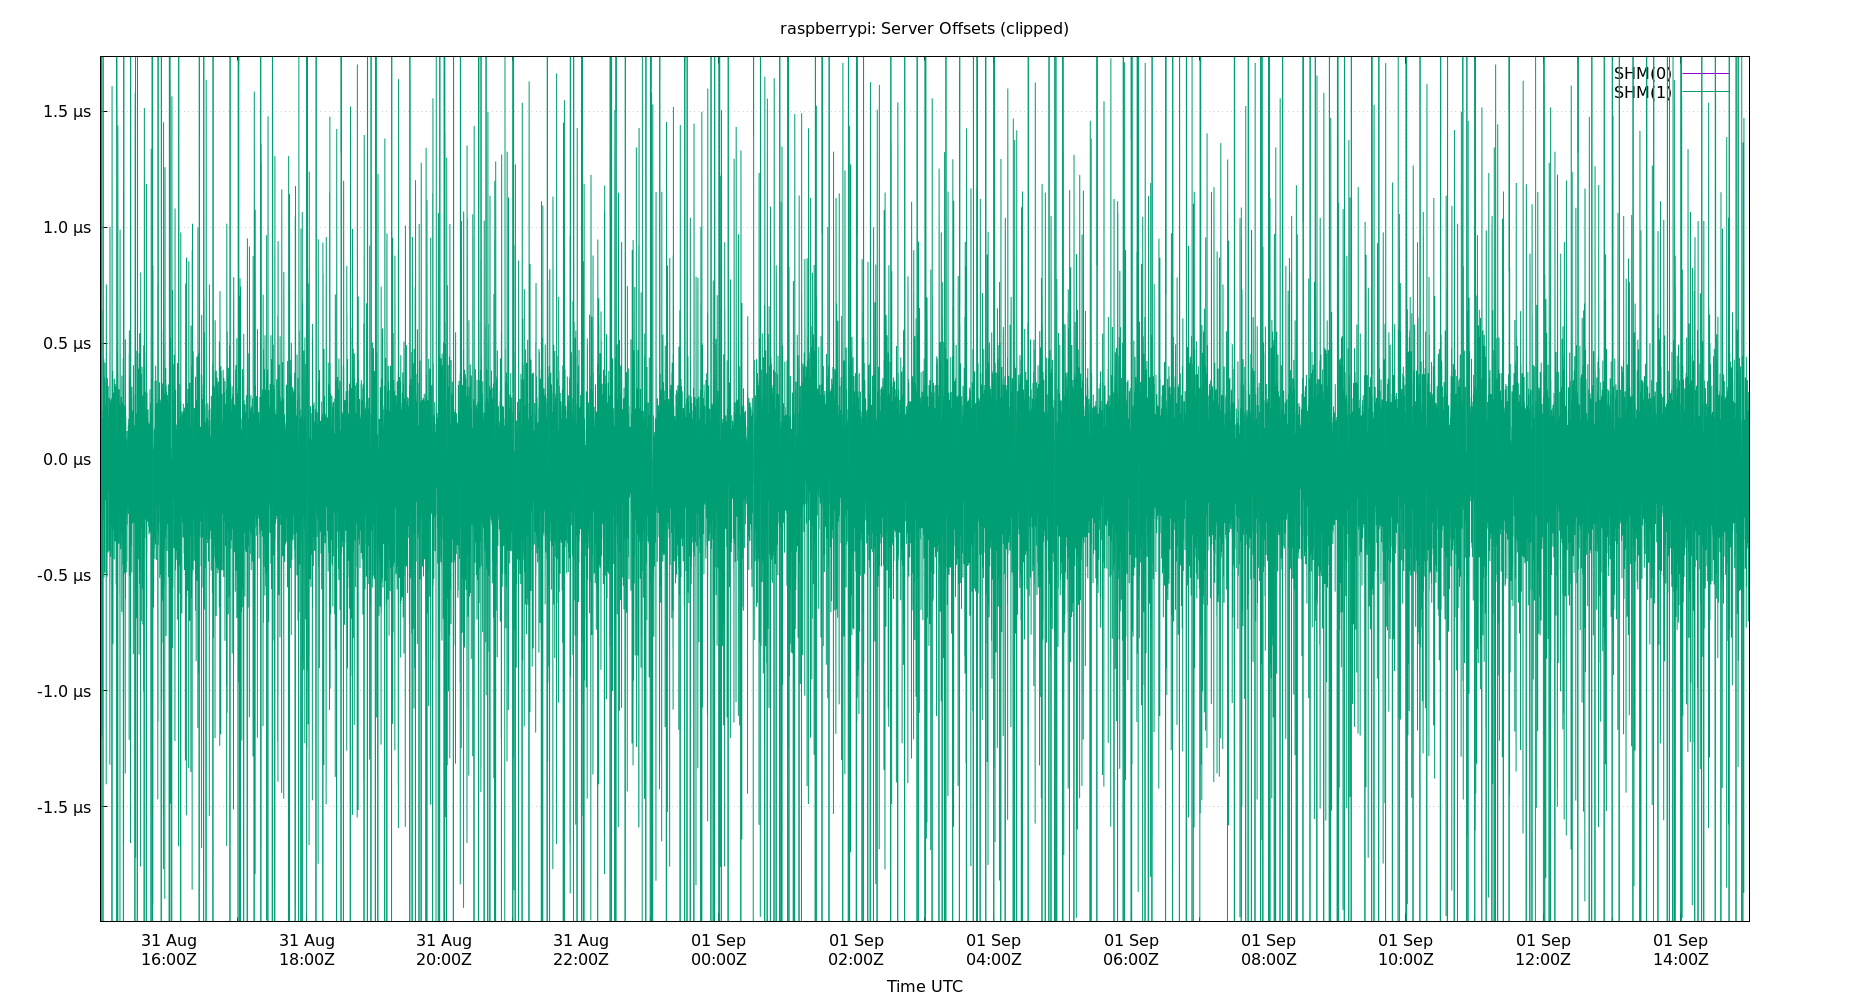 raspberrypi: Server Offsets (clipped)
SHM(0)
SHM(1)
1.5 µs
1.0 µs
0.5 µs
0.0 µs
-0.5 µs
-1.0 µs
-1.5 µs
31 Aug 31 Aug 31 Aug 31 Aug 01 Sep 01 Sep 01 Sep 01 Sep 01 Sep 01 Sep 01 Sep 01 Sep
16:00Z 18:00Z 20:00Z 22:00Z 00:00Z 02:00Z 04:00Z 06:00Z 08:00Z 10:00Z 12:00Z 14:00Z
Time UTC